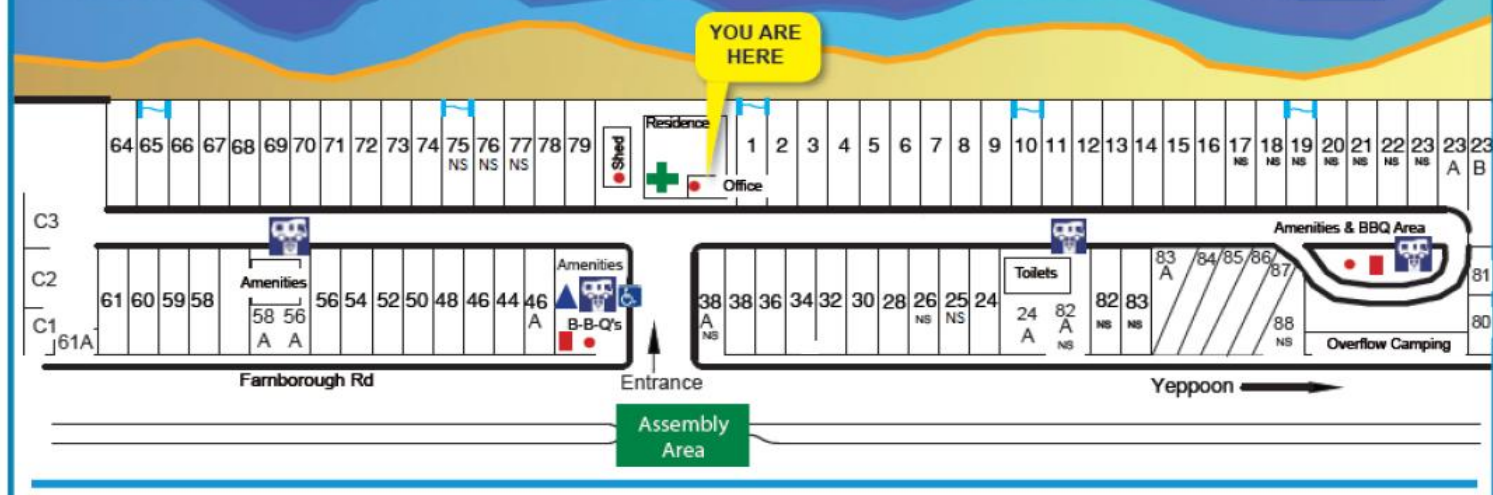 YOU ARE
HERE
64 65 66 67 68 69 70 71 72 73 74 75 76 77 78 79
NS NS NS
Shed
Residence
Office
1 2 3 4 5 6 7 8 9 10 11 12 13 14 15 16 17 18 19 20 21 22 23 23 23
NS NS NS NS NS NS NS A B
C3
C2
C1
61A
61 60 59 58
Amenities
58 56
A A
56 54 52 50 48 46 44 46
A
Amenities
B-B-Q's
38 38 36 34 32 30 28 26 25 24
A
NS NS NS
Toilets
24 82
A A
NS
82 83
NS NS
83 84 85 86 87
A
88
NS
Amenities & BBQ Area
81
80
Overflow Camping
Farnborough Rd
Entrance
Yeppoon
Assembly
Area